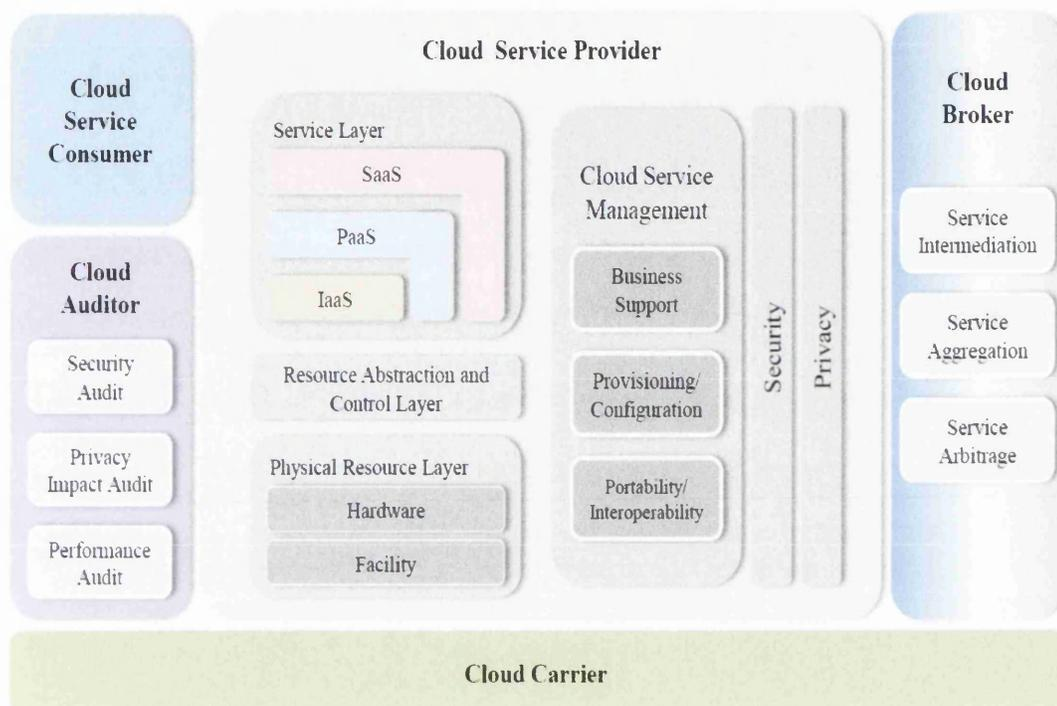 Cloud
Service
Consumer
Cloud
Auditor
Security
Audit
Privacy
Impact Audit
Performance
Audit
Cloud Service Provider
Service Layer
SaaS
PaaS
IaaS
Resource Abstraction and
Control Layer
Physical Resource Layer
Hardware
Facility
Cloud Service
Management
Business
Support
Provisioning/
Configuration
Portability/
Interoperability
Security
Privacy
Cloud
Broker
Service
Intermediation
Service
Aggregation
Service
Arbitrage
Cloud Carrier